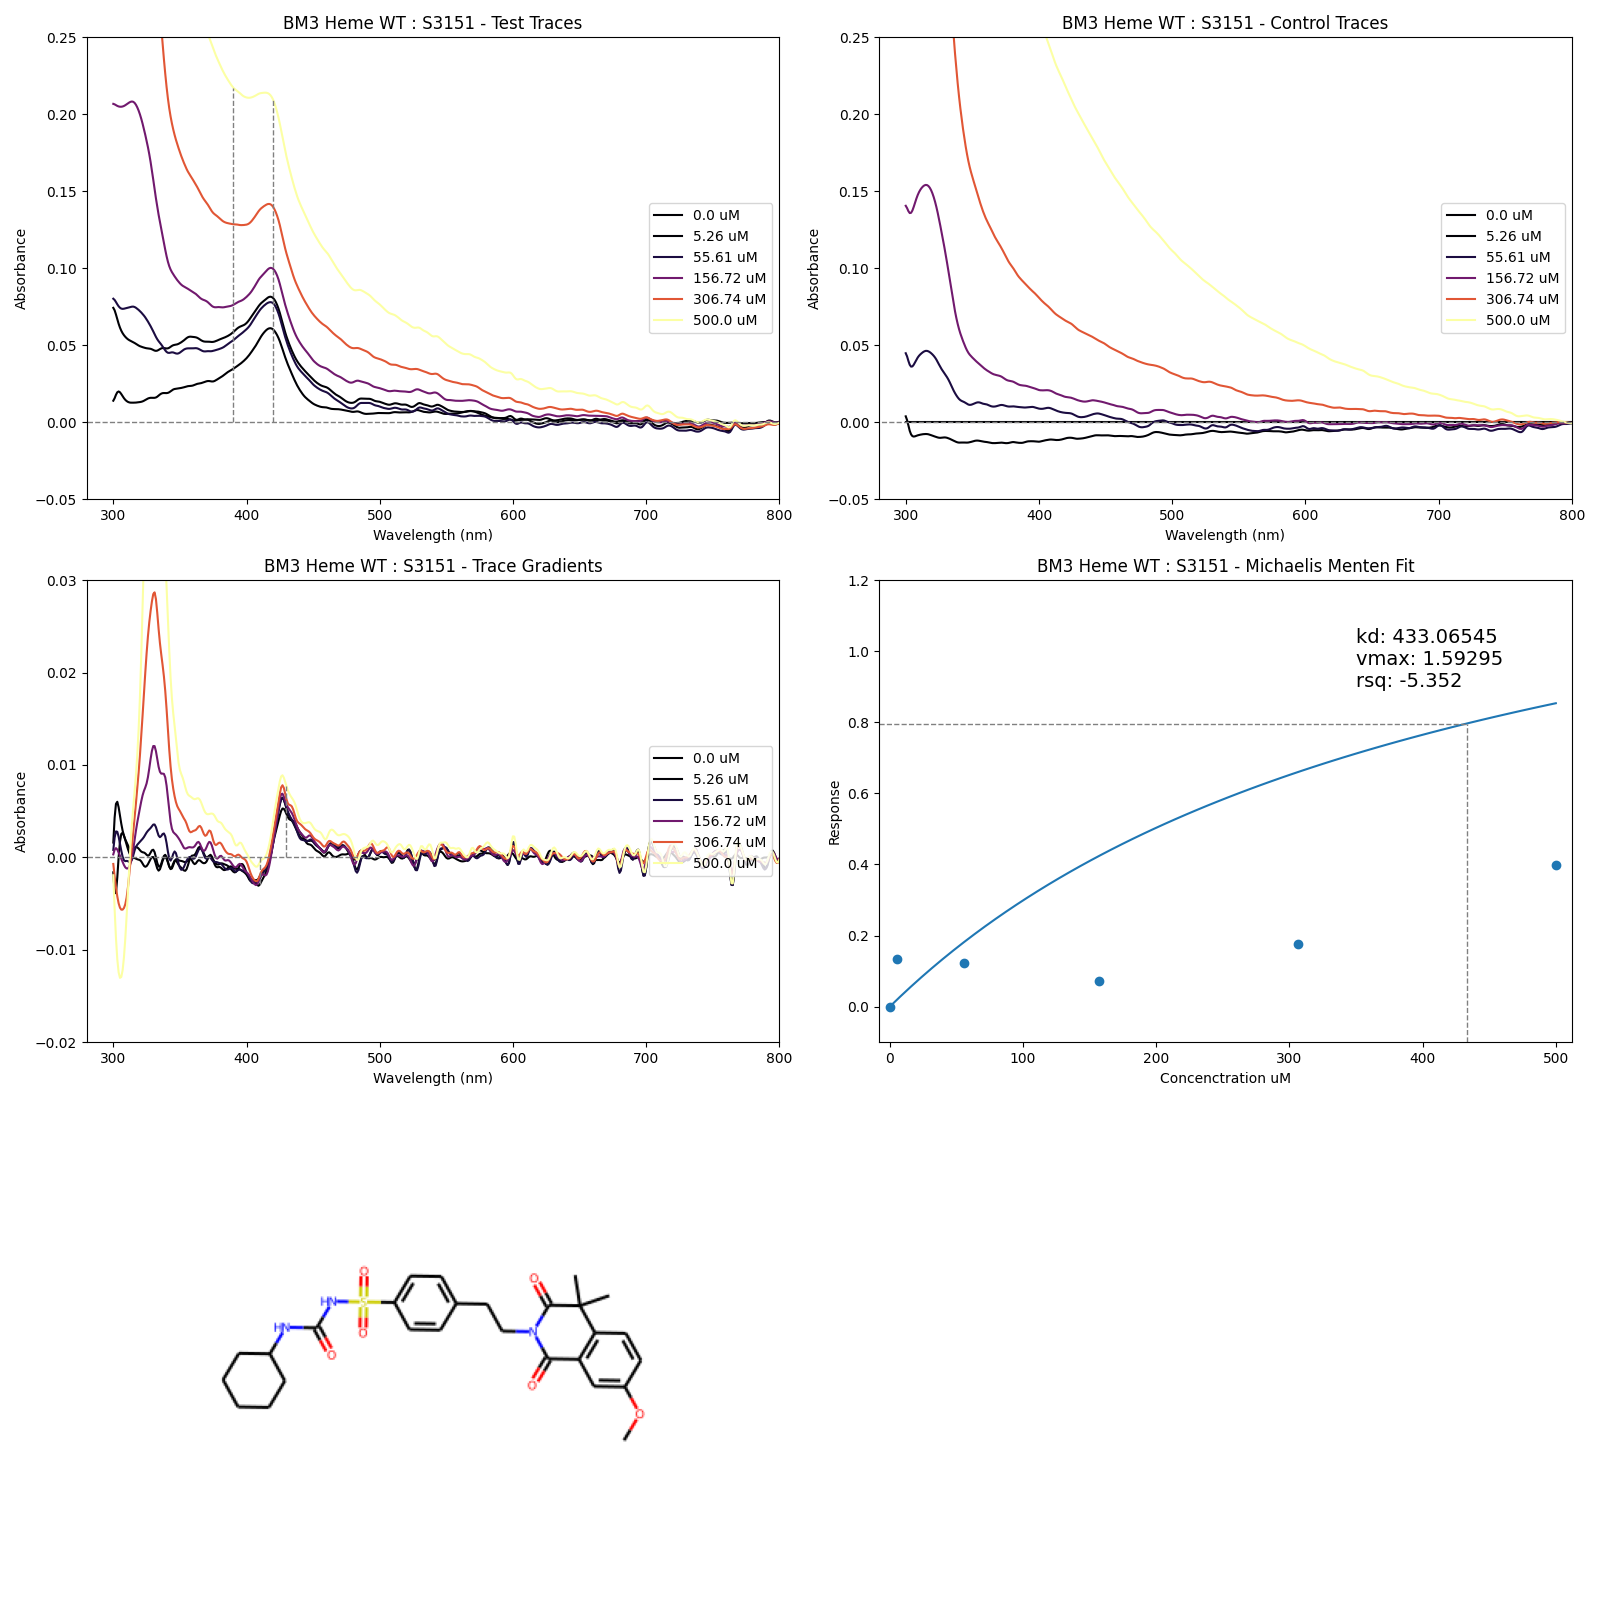 BM3 Heme WT : S3151 - Test Traces
0.25
0.20
0.15
0.10
0.05
0.00
−0.05
Absorbance
300 400 500 600 700 800
Wavelength (nm)
0.0 uM
5.26 uM
55.61 uM
156.72 uM
306.74 uM
500.0 uM
BM3 Heme WT : S3151 - Control Traces
0.25
0.20
0.15
0.10
0.05
0.00
−0.05
Absorbance
300 400 500 600 700 800
Wavelength (nm)
0.0 uM
5.26 uM
55.61 uM
156.72 uM
306.74 uM
500.0 uM
BM3 Heme WT : S3151 - Trace Gradients
0.03
0.02
0.01
0.00
−0.01
−0.02
Absorbance
300 400 500 600 700 800
Wavelength (nm)
0.0 uM
5.26 uM
55.61 uM
156.72 uM
306.74 uM
500.0 uM
BM3 Heme WT : S3151 - Michaelis Menten Fit
1.2
1.0
0.8
0.6
0.4
0.2
0.0
Response
kd: 433.06545
vmax: 1.59295
rsq: -5.352
0 100 200 300 400 500
Concenctration uM
O
O
HN
S
HN
O
N
O
O
O